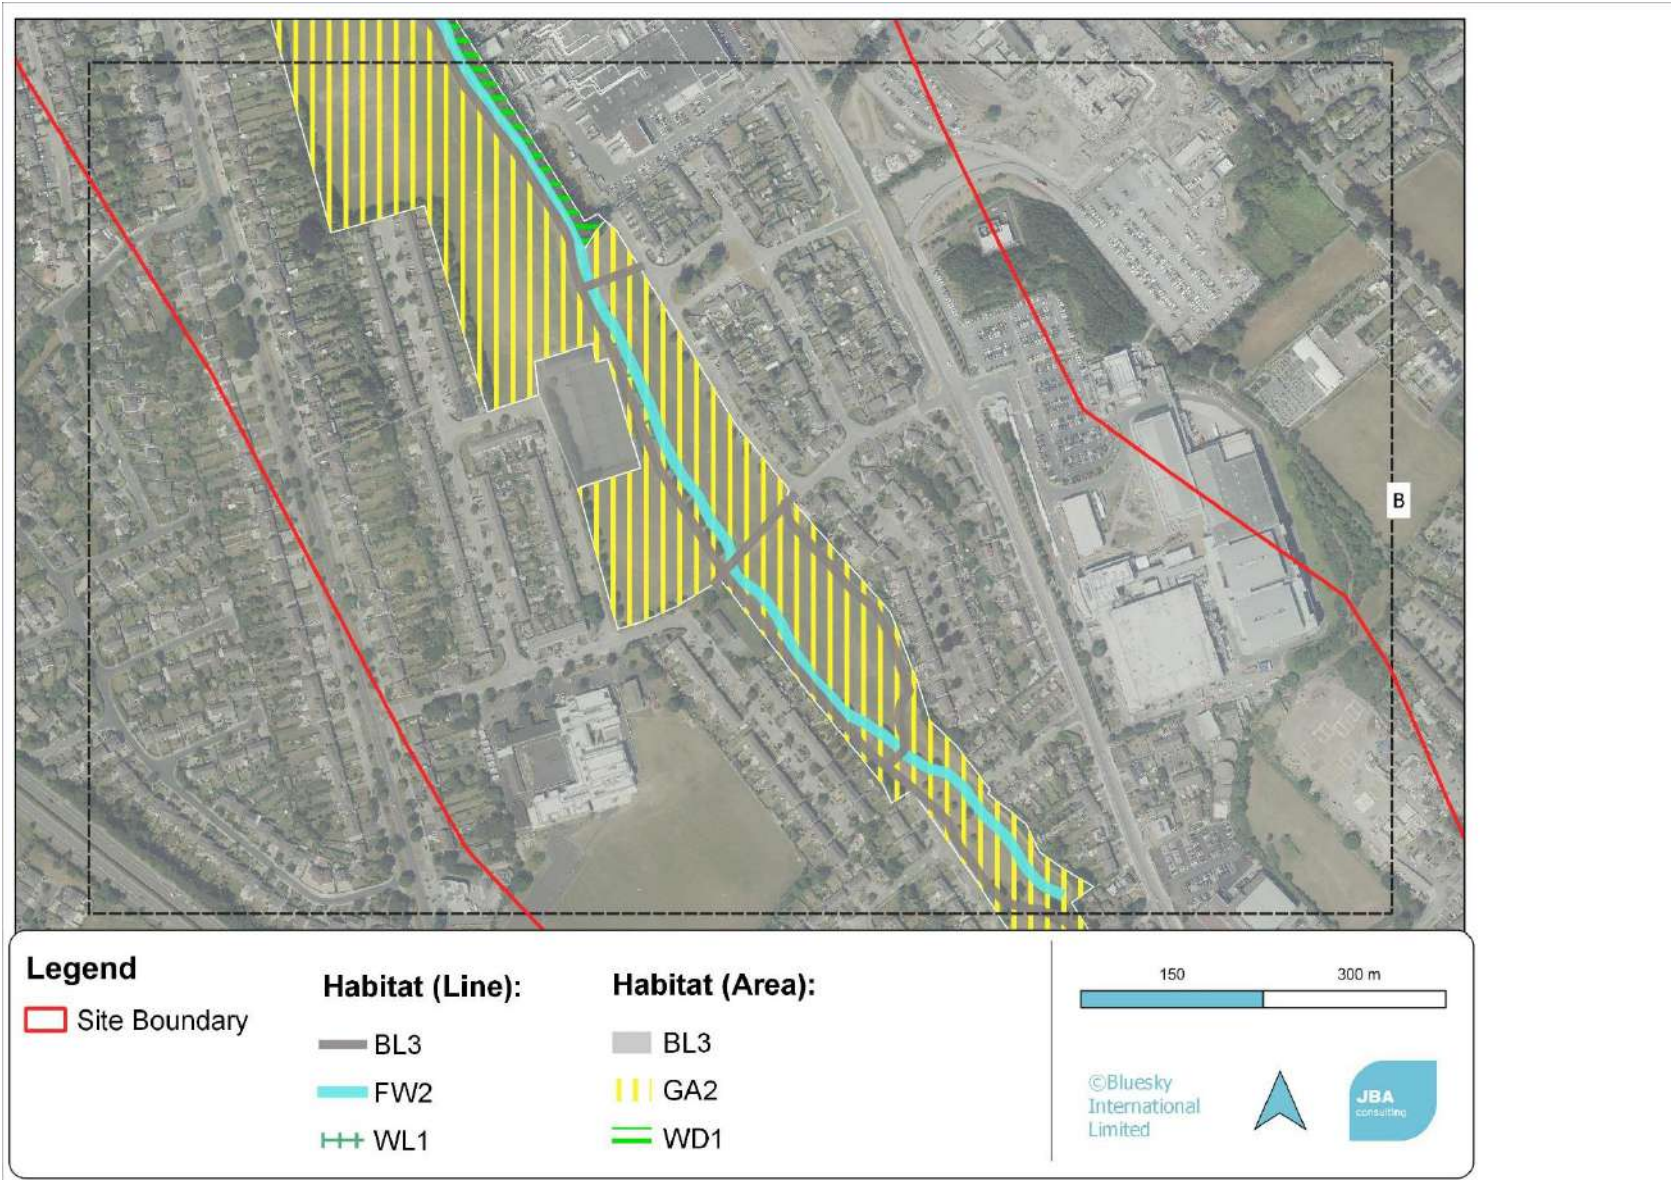 B
Legend
Site Boundary
Habitat (Line):
BL3
FW2
WL1
Habitat (Area):
BL3
GA2
WD1
150 300 m
©Bluesky
International
Limited
JBA
consulting